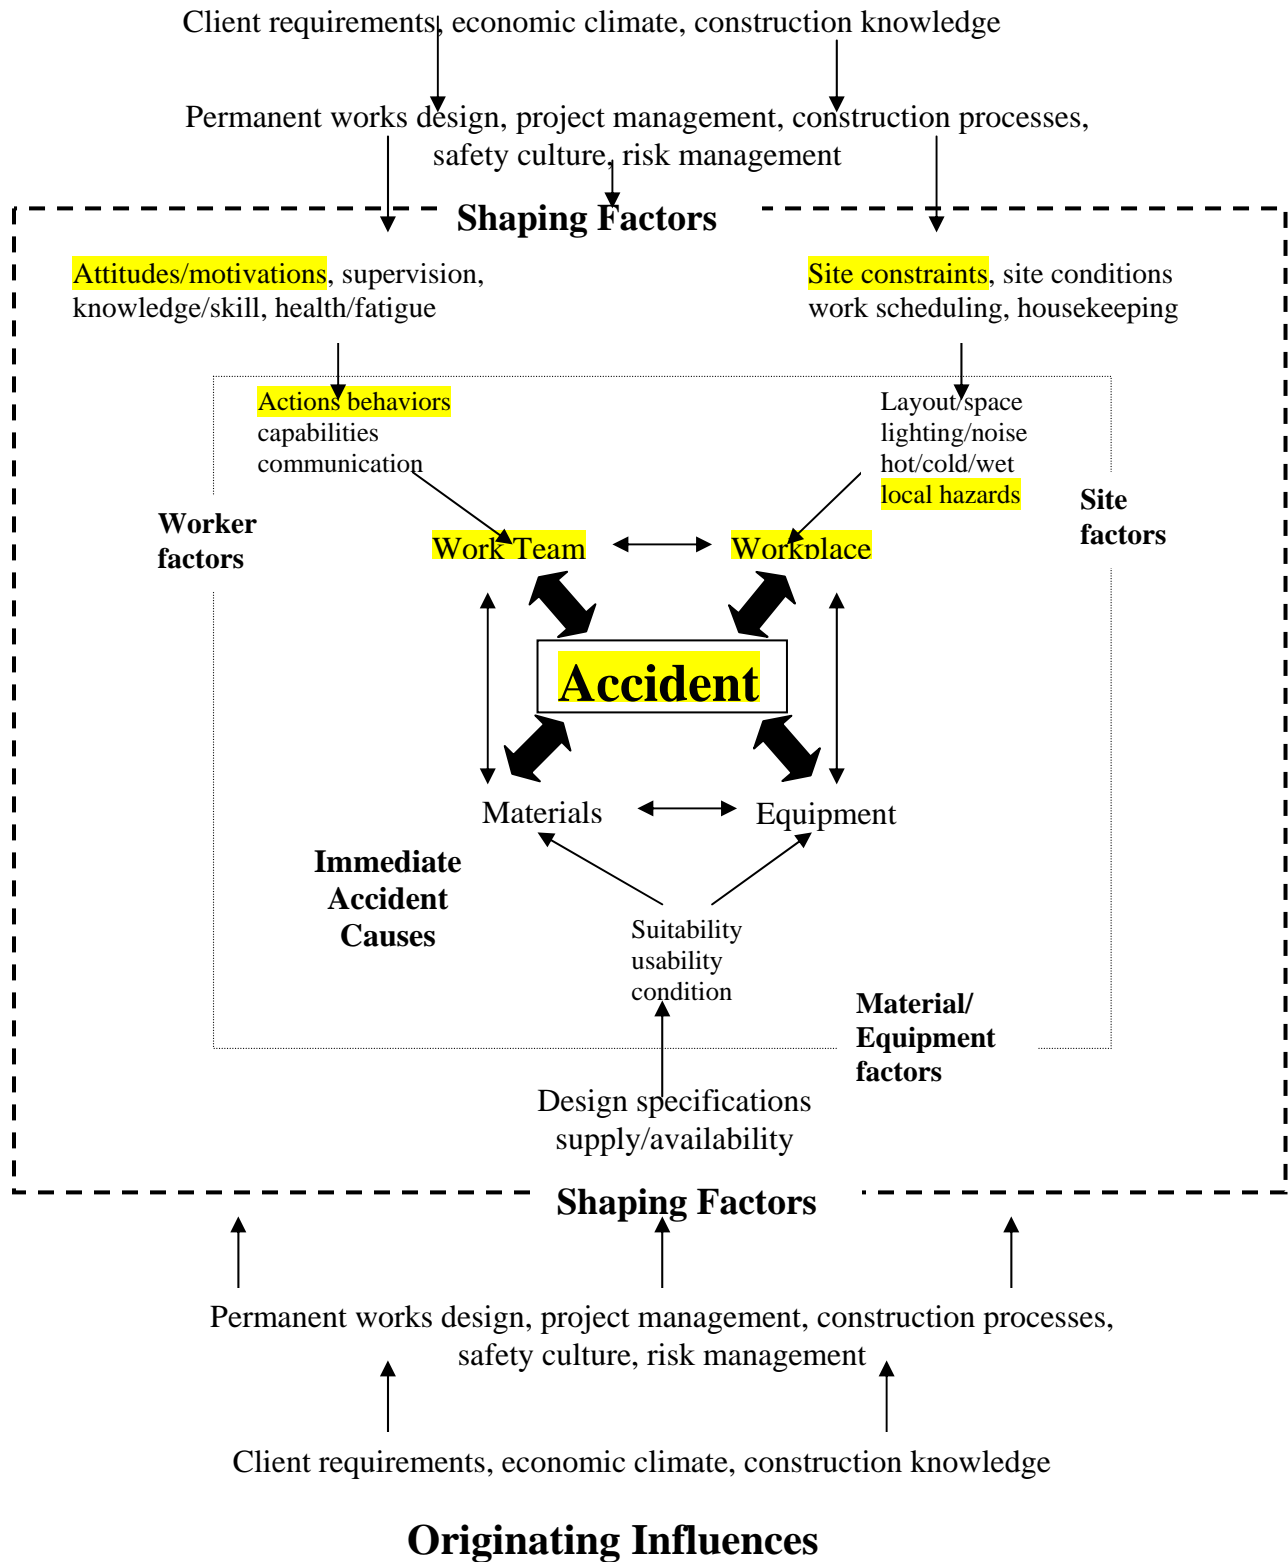 Client requirements, economic climate, construction knowledge
Permanent works design, project management, construction processes,
safety culture, risk management
Shaping Factors
Attitudes/motivations, supervision,
knowledge/skill, health/fatigue
Site constraints, site conditions
work scheduling, housekeeping
Actions behaviors
capabilities
communication
Layout/space
lighting/noise
hot/cold/wet
local hazards
Worker
factors
Site
factors
Work Team
Workplace
Accident
Materials
Equipment
Immediate
Accident
Causes
Suitability
usability
condition
Material/
Equipment
factors
Design specifications
supply/availability
Shaping Factors
Permanent works design, project management, construction processes,
safety culture, risk management
Client requirements, economic climate, construction knowledge
Originating Influences